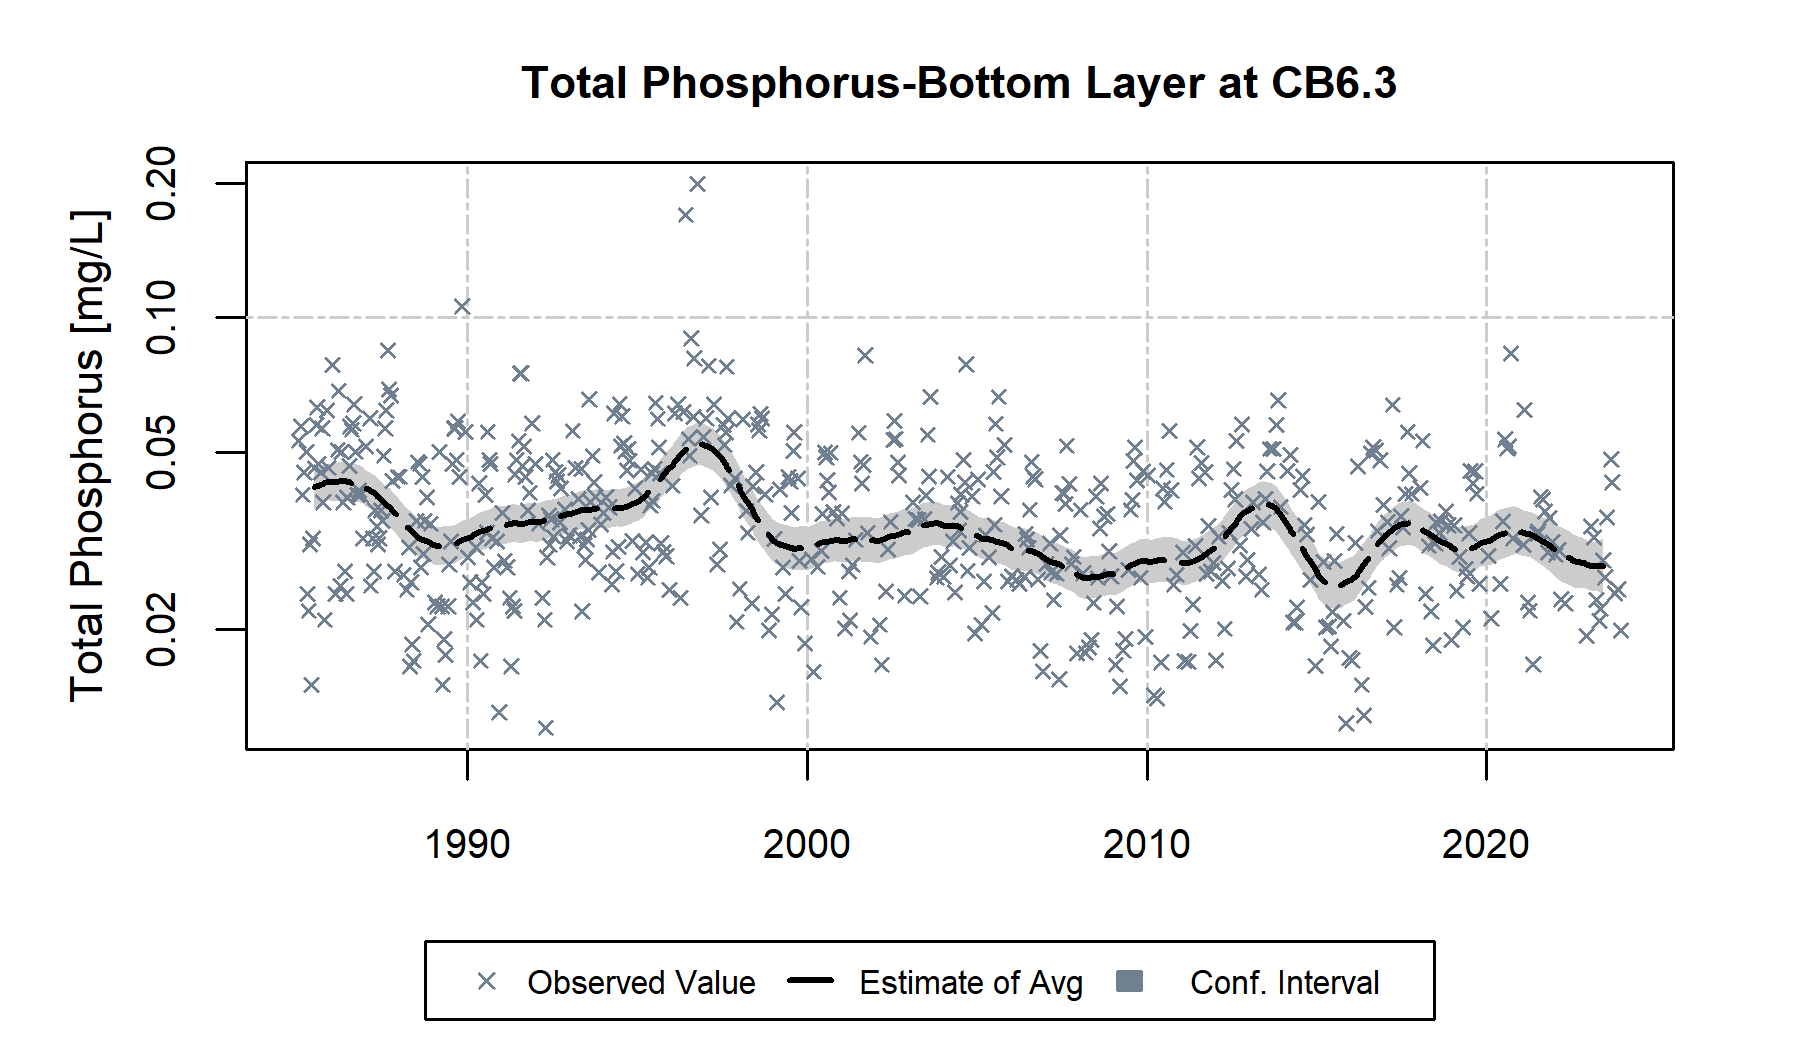 Total Phosphorus-Bottom Layer at CB6.3
Total Phosphorus [mg/L]
0.20
0.10
0.05
0.02
1990 2000 2010 2020
Observed Value Estimate of Avg Conf. Interval